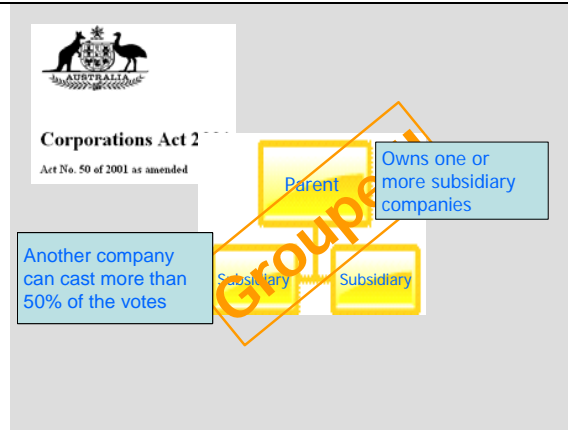 AUSTRALIA
Corporations Act 2
Act No. 50 of 2001 as amended
Parent
Owns one or
more subsidiary
companies
Another company
can cast more than
50% of the votes
Subsidiary
Subsidiary